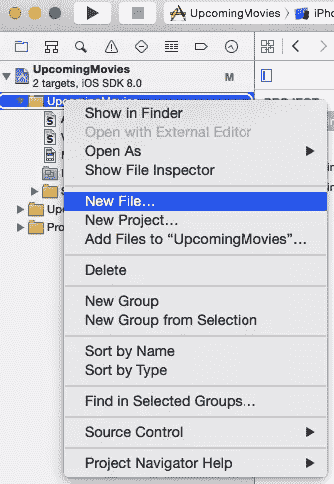 UpcomingMovies
iPho
UpcomingMovies
2 targets, iOS SDK 8.0
M
UpcomingMovies
Show in Finder
Open with External Editor
Open As
Show File Inspector
New File...
New Project...
Add Files to “UpcomingMovies”...
Delete
New Group
New Group from Selection
Sort by Name
Sort by Type
Find in Selected Groups...
Source Control
Project Navigator Help
S
Upc
Pro